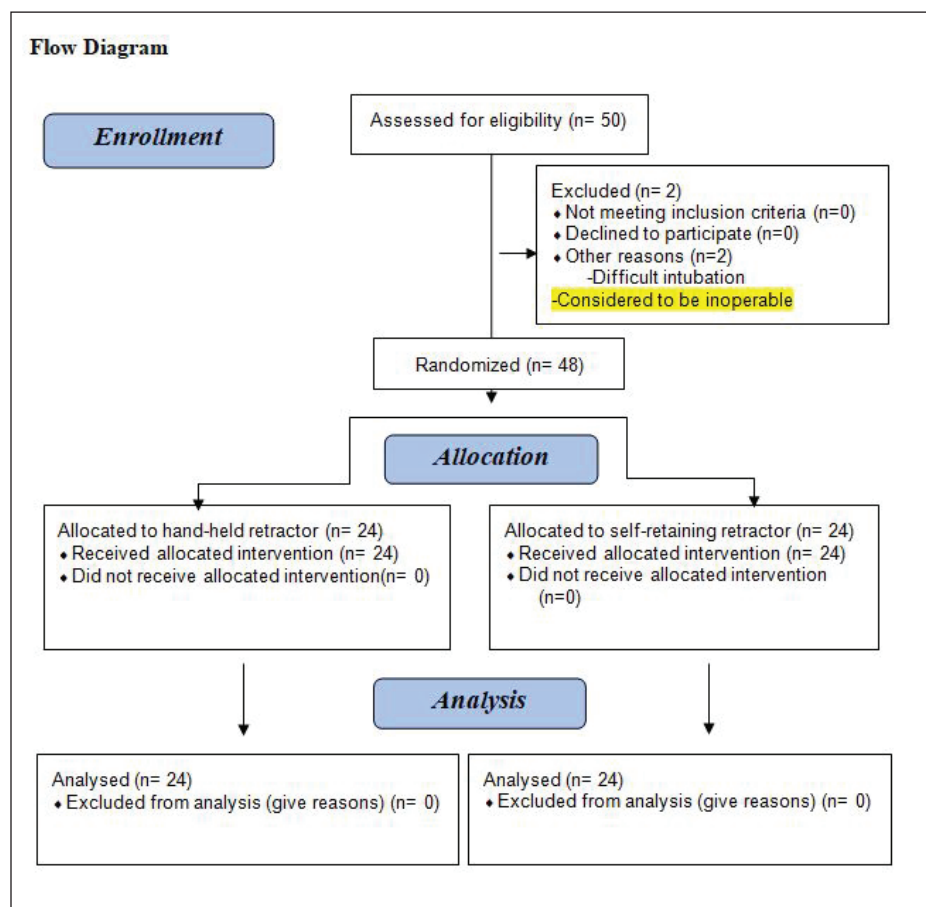 Flow Diagram
Enrollment
Assessed for eligibility (n= 50)
Excluded (n= 2)
♦ Not meeting inclusion criteria (n=0)
♦ Declined to participate (n=0)
♦ Other reasons (n=2)
-Difficult intubation
-Considered to be inoperable
Randomized (n= 48)
Allocation
Allocated to hand-held retractor (n= 24)
♦ Received allocated intervention (n= 24)
♦ Did not receive allocated intervention(n= 0)
Allocated to self-retaining retractor (n= 24)
♦ Received allocated intervention (n= 24)
♦ Did not receive allocated intervention
(n=0)
Analysis
Analysed (n= 24)
♦ Excluded from analysis (give reasons) (n= 0)
Analysed (n= 24)
♦ Excluded from analysis (give reasons) (n= 0)